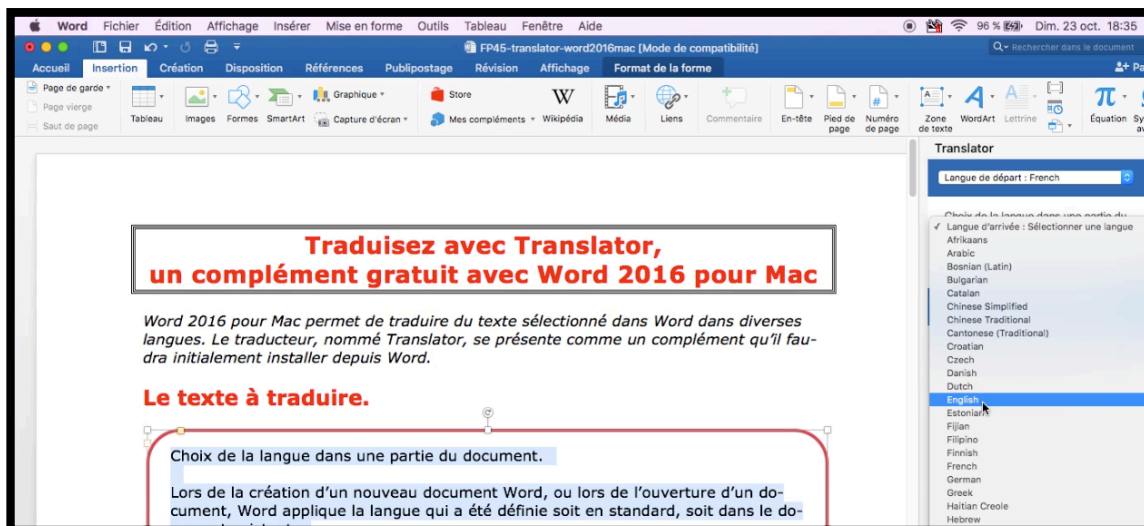 Word Fichier Édition Affichage Insérer Mise en forme Outils Tableau Fenêtre Aide 96 % Dim. 23 oct. 18:35
FP45-translator-word2016mac [Mode de compatibilité] Rechercher dans le document
Accueil Insertion Création Disposition Références Publipostage Révision Affichage Format de la forme
Page de garde
Page vierge
Saut de page
Tableau
Images
Formes
SmartArt
Graphique
Capture d'écran
Store
Mes compléments
Wikipédia
Média
Liens
Commentaire
En-tête
Pied de page
Numéro de page
Zone de texte
WordArt
Lettrine
Équation
Translator
Langue de départ : French
Traduisez avec Translator,
un complément gratuit avec Word 2016 pour Mac
Word 2016 pour Mac permet de traduire du texte sélectionné dans Word dans diverses
langues. Le traducteur, nommé Translator, se présente comme un complément qu'il fau-
dra initialement installer depuis Word.
Le texte à traduire.
Choix de la langue dans une partie du document.
Lors de la création d'un nouveau document Word, ou lors de l'ouverture d'un do-
cument, Word applique la langue qui a été définie soit en standard, soit dans le do-
Choix de la langue dans une partie du
✓ Langue d'arrivée : Sélectionner une langue
Afrikaans
Arabic
Bosnian (Latin)
Bulgarian
Catalan
Chinese Simplified
Chinese Traditional
Cantonese (Traditional)
Croatian
Czech
Danish
Dutch
English
Estonian
Fijian
Filipino
Finnish
French
German
Greek
Haitian Creole
Hebrew